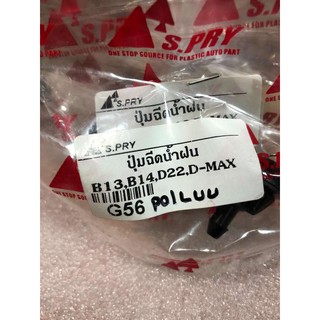 S.PRY
ONE STOP SOURCE FOR PLASTIC AUTO PART
S.PRY
ปุ่มฉีดน้ำฝน
-MAX
S.PRY
ปุ่มฉีดน้ำฝน
B13,B14,D22,D-MAX
G56